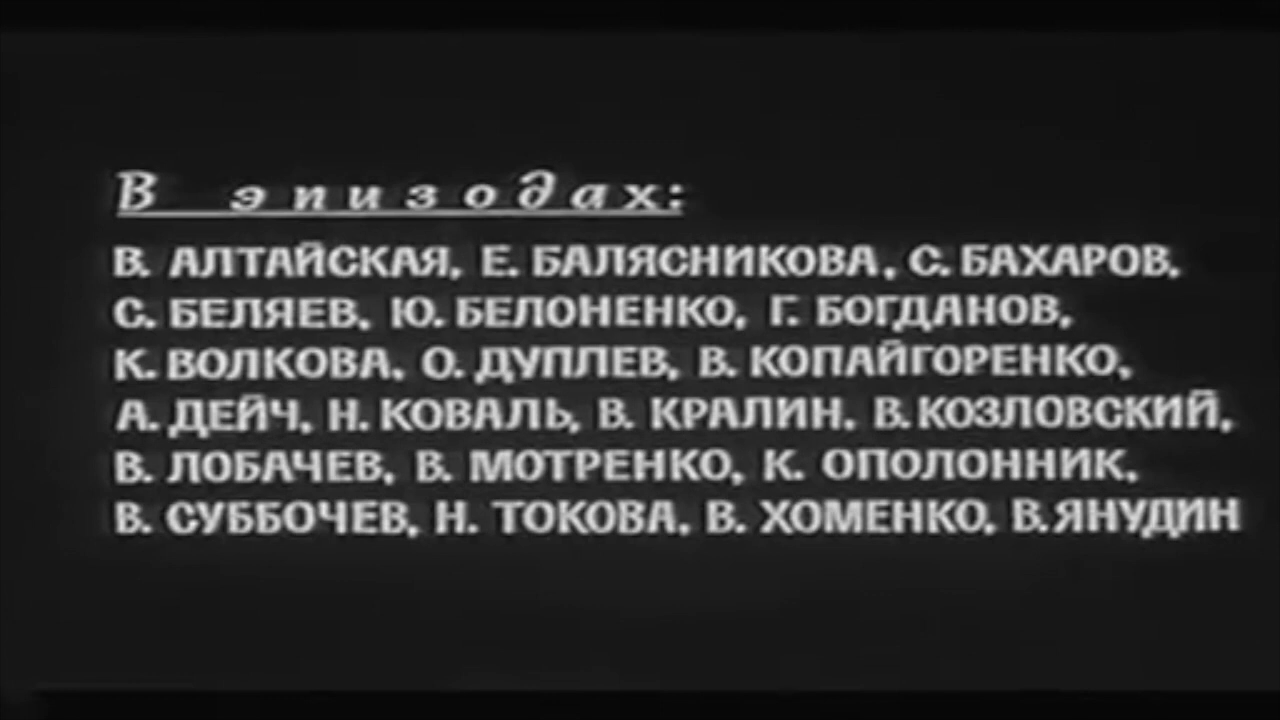 В эпизодах:
В. АЛТАЙСКАЯ, Е. БАЛЯСНИКОВА, С. БАХАРОВ,
С. БЕЛЯЕВ, Ю. БЕЛОНЕНКО, Г. БОГДАНОВ,
К. ВОЛКОВА, О. ДУПЛЕВ, В. КОПАЙГОРЕНКО,
А. ДЕЙЧ, Н. КОВАЛЬ, В. КРАЛИН, В. КОЗЛОВСКИЙ,
В. ЛОБАЧЕВ, В. МОТРЕНКО, К. ОПОЛОННИК,
В. СУББОЧЕВ, Н. ТОКОВА, В. ХОМЕНКО, В. ЯНУДИН